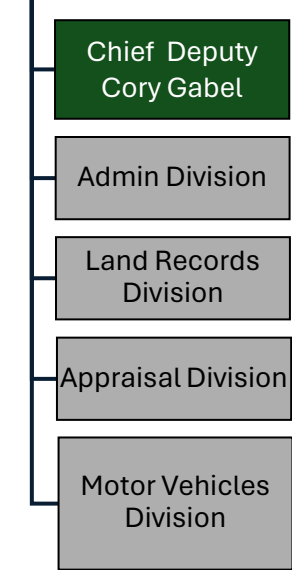 Chief Deputy
Cory Gabel
Admin Division
Land Records
Division
Appraisal Division
Motor Vehicles
Division